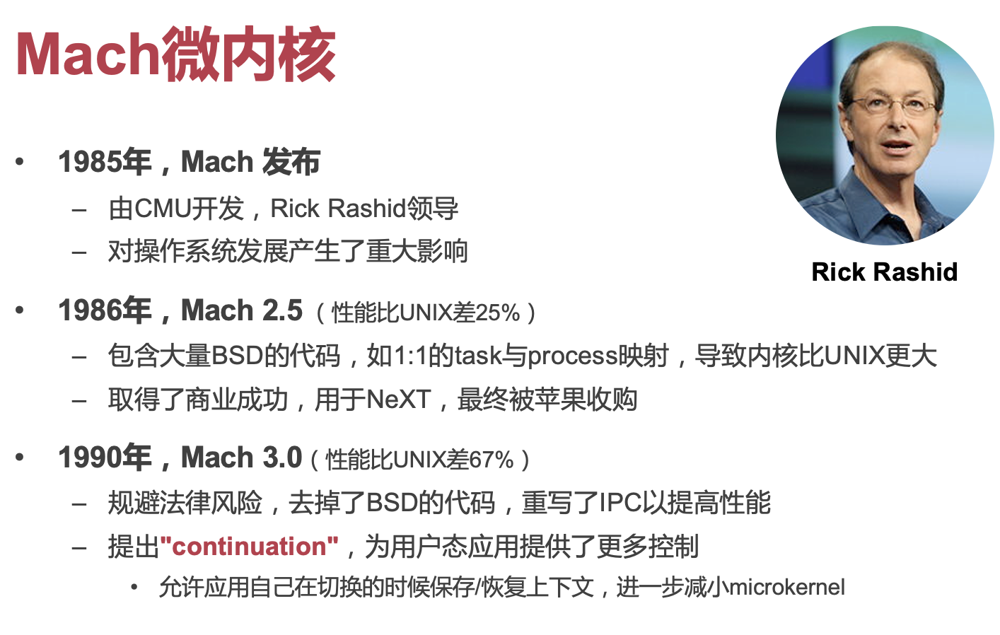 Mach微内核
• 1985年，Mach 发布
– 由CMU开发，Rick Rashid领导
– 对操作系统发展产生了重大影响
Rick Rashid
• 1986年，Mach 2.5（性能比UNIX差25%）
– 包含大量BSD的代码，如1:1的task与process映射，导致内核比UNIX更大
– 取得了商业成功，用于NeXT，最终被苹果收购
• 1990年，Mach 3.0（性能比UNIX差67%）
– 规避法律风险，去掉了BSD的代码，重写了IPC以提高性能
– 提出"continuation"，为用户态应用提供了更多控制
• 允许应用自己在切换的时候保存/恢复上下文，进一步减小microkernel